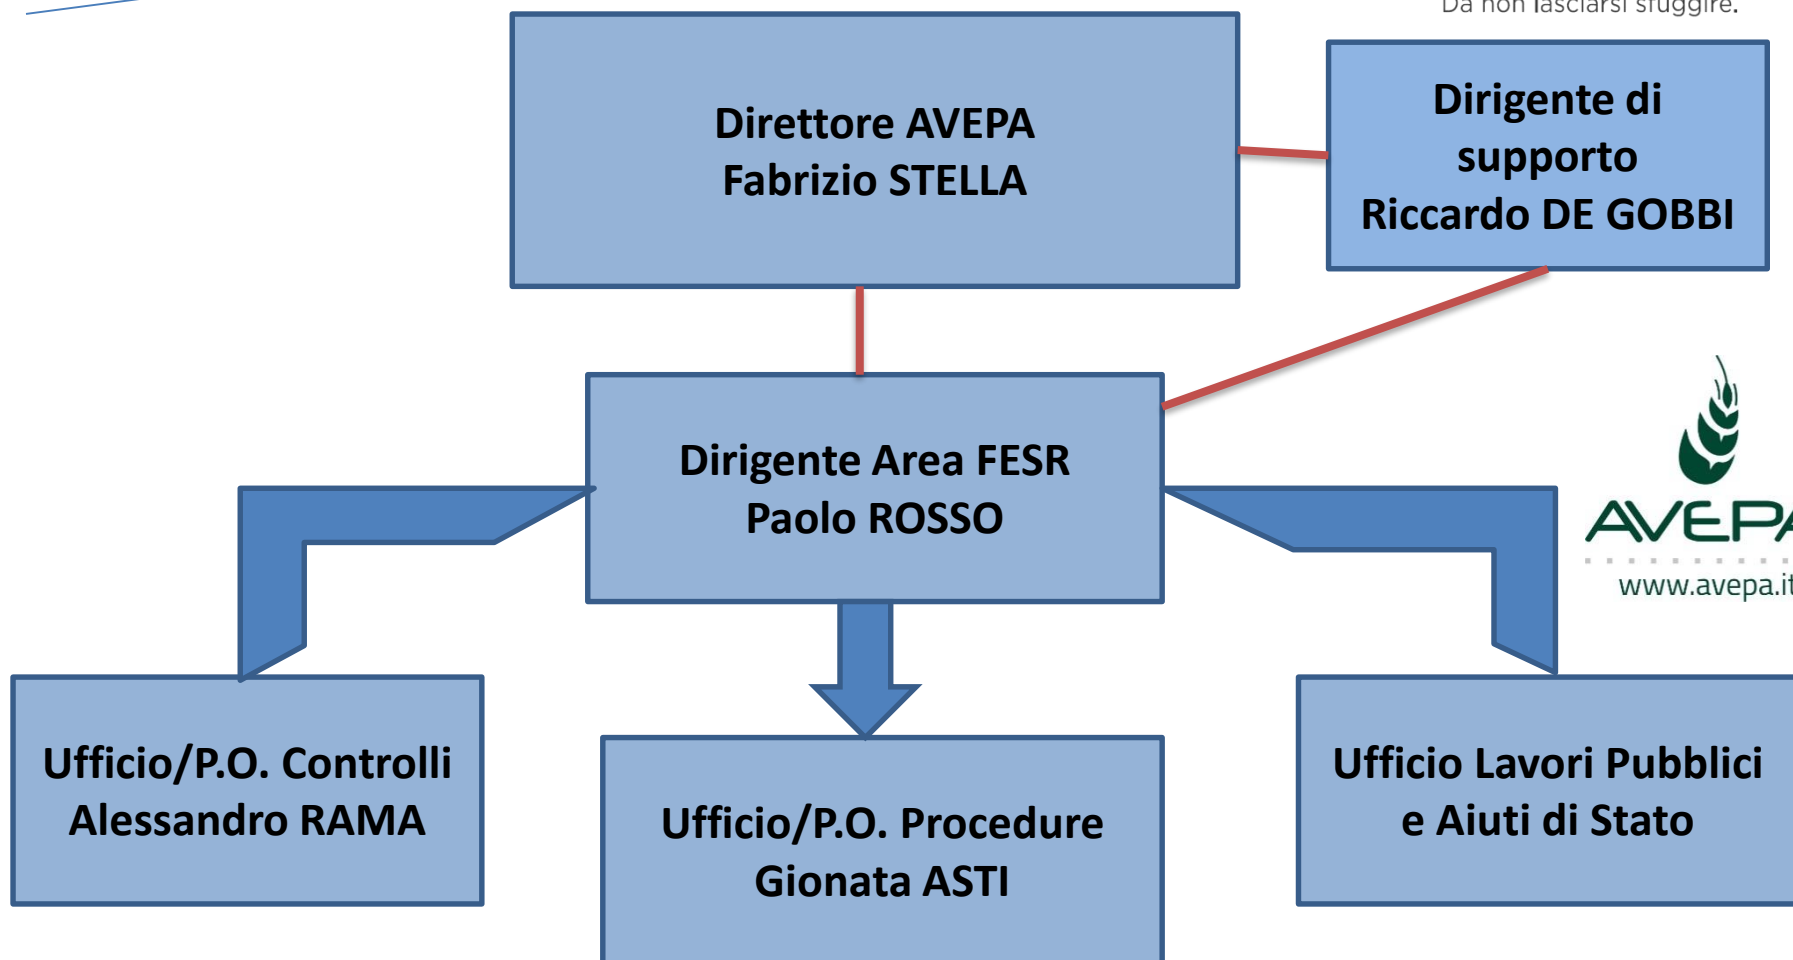 Da non lasciarsi sfuggire.
Direttore AVEPA
Fabrizio STELLA
Dirigente di
supporto
Riccardo DE GOBBI
Dirigente Area FESR
Paolo ROSSO
AVEPA
www.avepa.it
Ufficio/P.O. Controlli
Alessandro RAMA
Ufficio/P.O. Procedure
Gionata ASTI
Ufficio Lavori Pubblici
e Aiuti di Stato